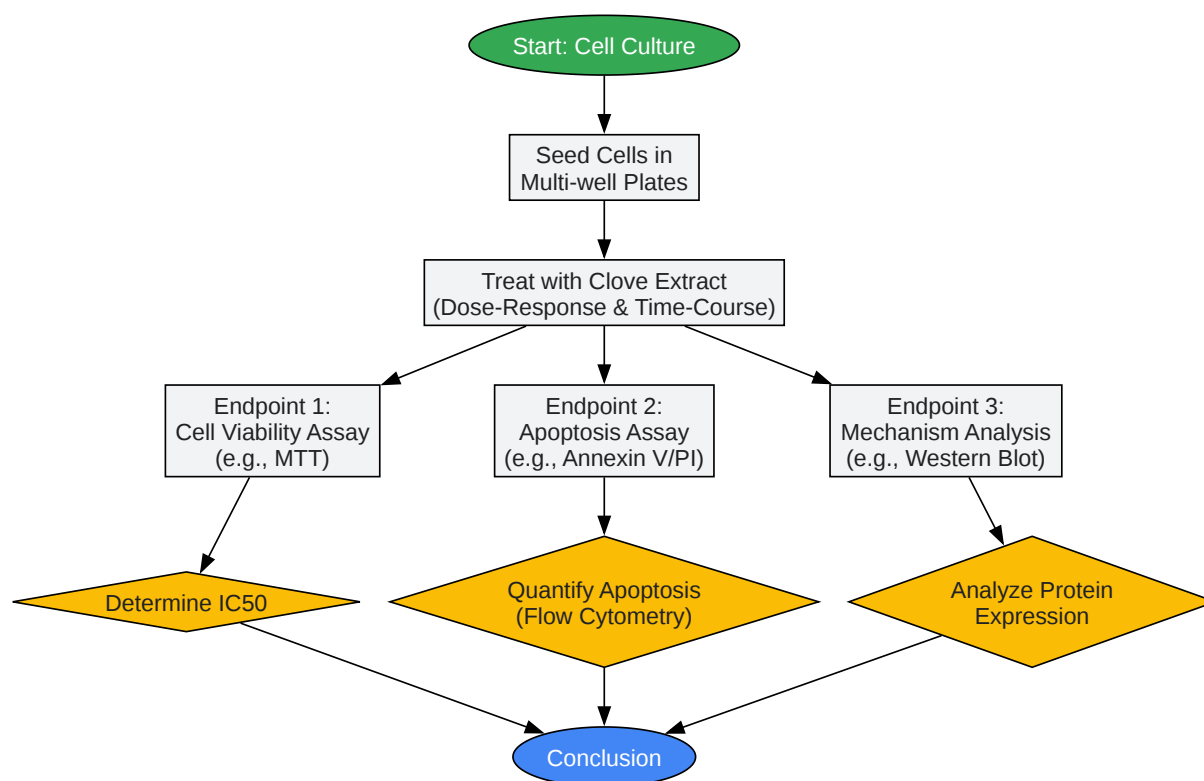 Start: Cell Culture
Seed Cells in
Multi-well Plates
Treat with Clove Extract
(Dose-Response & Time-Course)
Endpoint 1:
Cell Viability Assay
(e.g., MTT)
Endpoint 2:
Apoptosis Assay
(e.g., Annexin V/PI)
Endpoint 3:
Mechanism Analysis
(e.g., Western Blot)
Determine IC50
Quantify Apoptosis
(Flow Cytometry)
Analyze Protein
Expression
Conclusion